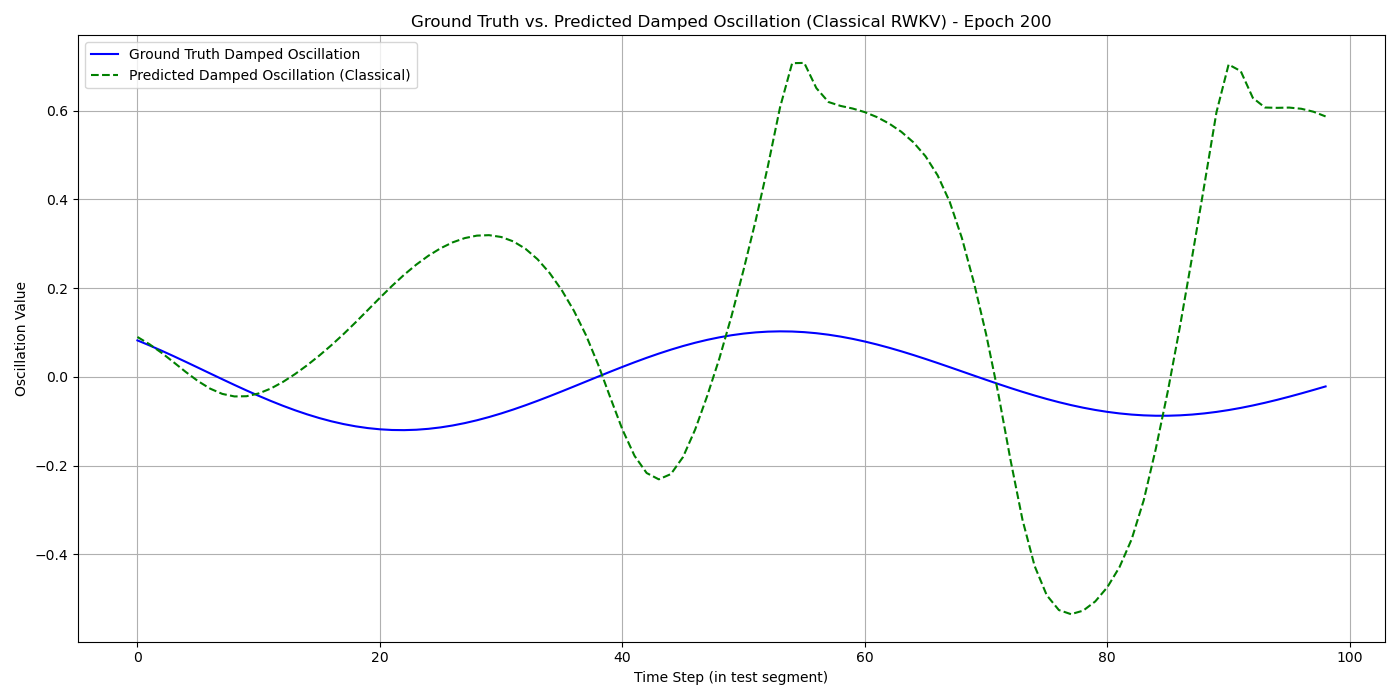 Ground Truth vs. Predicted Damped Oscillation (Classical RWKV) - Epoch 200
Ground Truth Damped Oscillation
Predicted Damped Oscillation (Classical)
Oscillation Value
0.6
0.4
0.2
0.0
−0.2
−0.4
0 20 40 60 80 100
Time Step (in test segment)